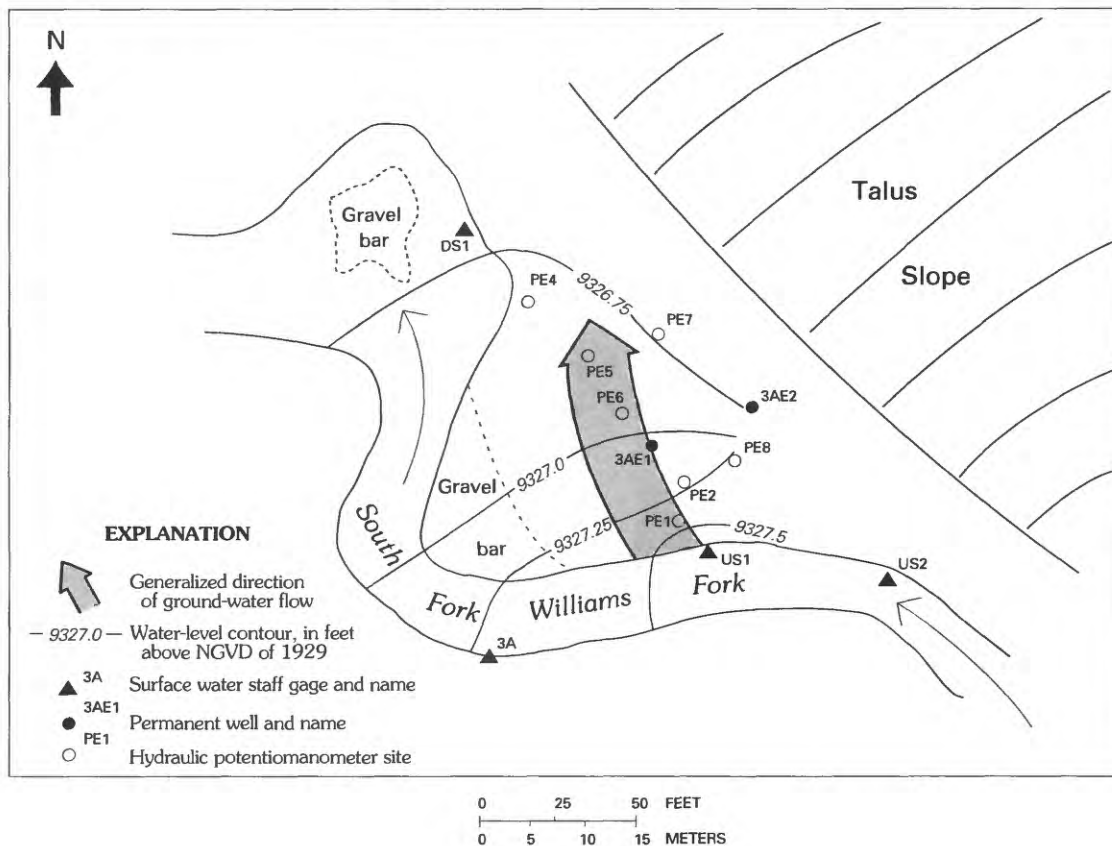 N
Talus
Slope
Gravel
bar
DS1
PE4
9326.75
PE7
PE5
PE6
3AE2
3AE1
PE8
9327.0
PE2
Gravel
bar
9327.25
PE1
9327.5
US1
US2
South
Fork
Williams
Fork
3A
EXPLANATION
Generalized direction
of ground-water flow
— 9327.0 — Water-level contour, in feet
above NGVD of 1929
3A
Surface water staff gage and name
3AE1
Permanent well and name
PE1
Hydraulic potentiomanometer site
0 25 50 FEET
0 5 10 15 METERS